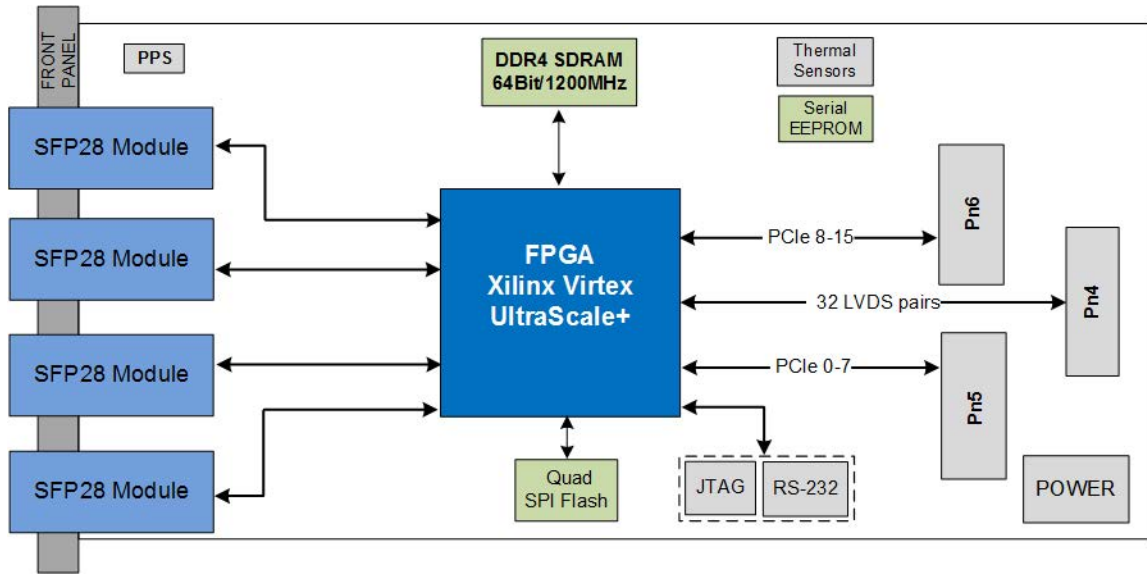 FRONT
PANEL
PPS
DDR4 SDRAM
64Bit/1200MHz
Thermal
Sensors
Serial
EEPROM
SFP28 Module
SFP28 Module
SFP28 Module
SFP28 Module
FPGA
Xilinx Virtex
UltraScale+
PCIe 8-15
Pn6
32 LVDS pairs
Pn4
PCIe 0-7
Pn5
Quad
SPI Flash
JTAG
RS-232
POWER